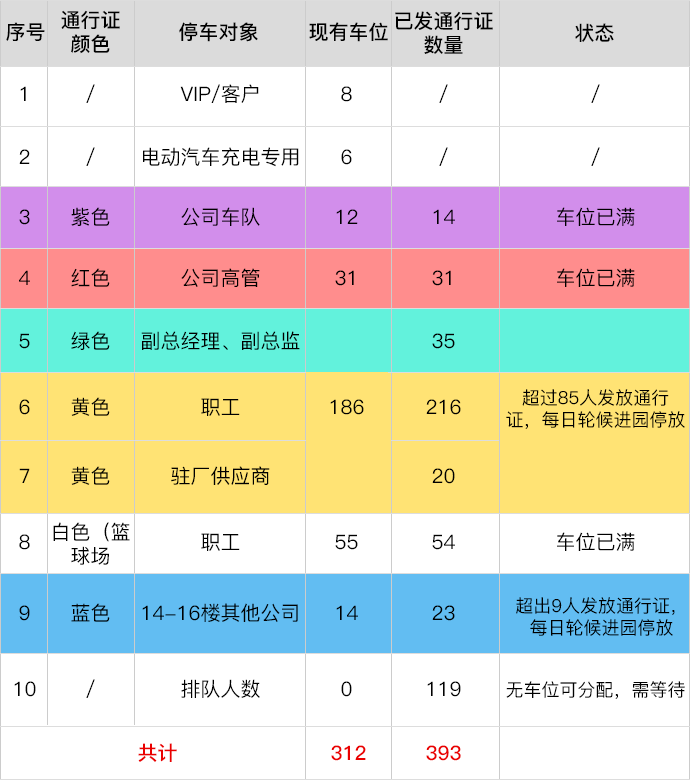 序号 通行证颜色 停车对象 现有车位 已发通行证数量 状态
1 / VIP/客户 8 / /
2 / 电动汽车充电专用 6 / /
3 紫色 公司车队 12 14 车位已满
4 红色 公司高管 31 31 车位已满
5 绿色 副总经理、副总监 35
6 黄色 职工 186 216 超过85人发放通行证，每日轮候进园停放
7 黄色 驻厂供应商 20
8 白色（篮球场 职工 55 54 车位已满
9 蓝色 14-16楼其他公司 14 23 超出9人发放通行证，每日轮候进园停放
10 / 排队人数 0 119 无车位可分配，需等待
共计 312 393